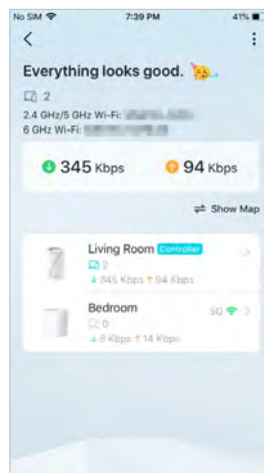 No SIM 7:39 PM 41%
Everything looks good.
2
2.4 GHz/5 GHz Wi-Fi:
6 GHz Wi-Fi:
345 Kbps 94 Kbps
Show Map
Living Room Controller
2
345 Kbps 94 Kbps
Bedroom 5G
0
8 Kbps 14 Kbps